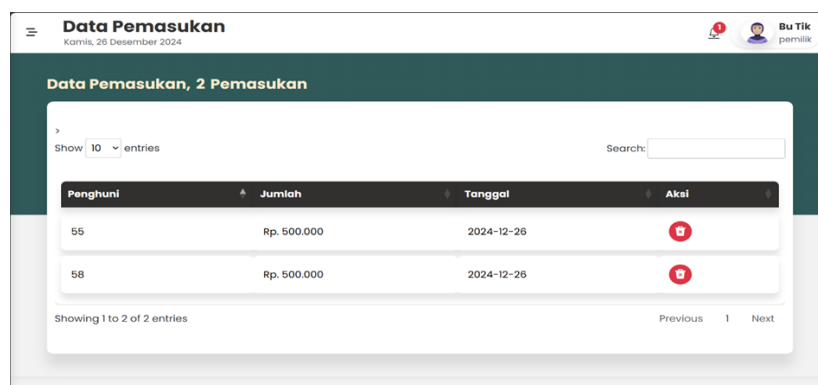 Data Pemasukan
Kamis, 26 Desember 2024
1
Bu Tik
pemilik
Data Pemasukan, 2 Pemasukan
>
Show 10 entries
Search:
Penghuni Jumlah Tanggal Aksi
55 Rp. 500.000 2024-12-26
58 Rp. 500.000 2024-12-26
Showing 1 to 2 of 2 entries
Previous 1 Next